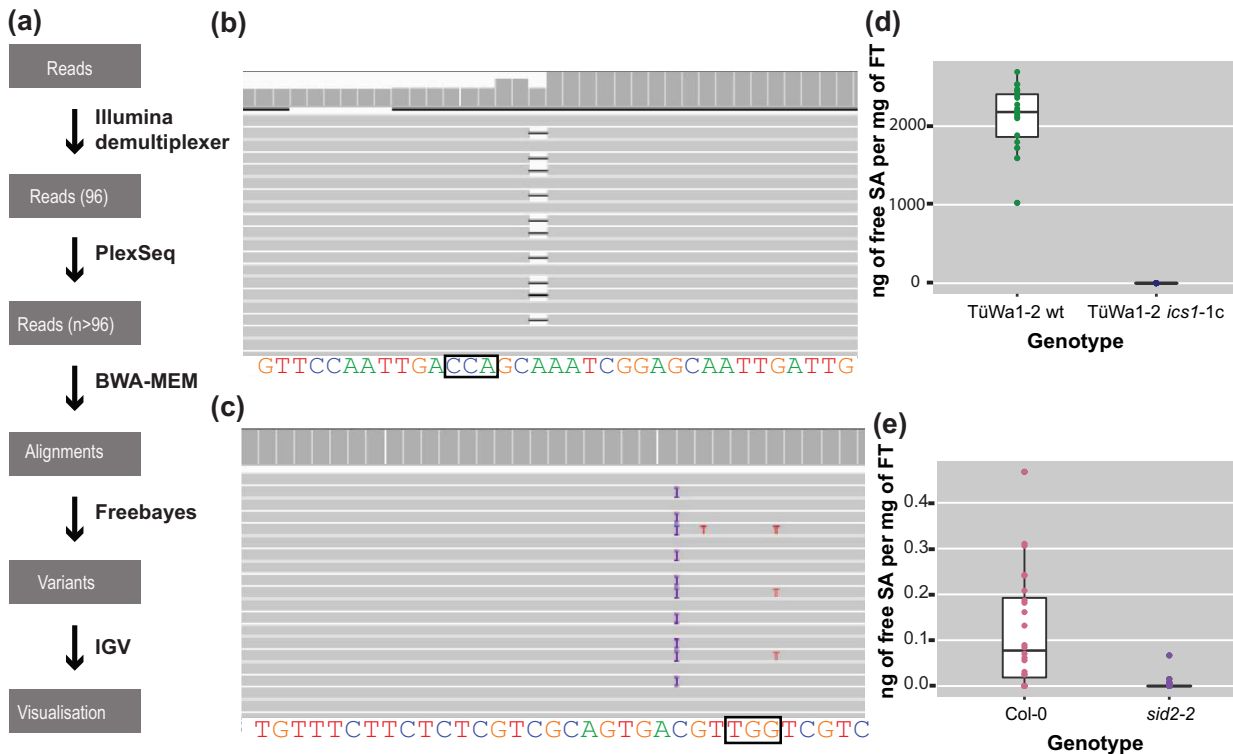 (a)
Reads
Illumina
demultiplexer
Reads (96)
PlexSeq
Reads (n>96)
BWA-MEM
Alignments
Freebayes
Variants
IGV
Visualisation
(b)
GTTCCAATTGACCAGCAAATCGGAGCAATTGATTG
(c)
I
I
I T T
I
I T
I
I
I T
I
TGTTTCTTCTCTCGTCGCAGTGACGTTGGTCGTC
(d)
ng of free SA per mg of FT
2000
1000
0
TüWa1-2 wt TüWa1-2 ics1-1c
Genotype
(e)
ng of free SA per mg of FT
0.4
0.3
0.2
0.1
0.0
Col-0 sid2-2
Genotype